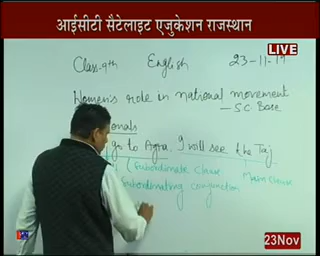 आईसीटी सैटेलाइट एजुकेशन राजस्थान
LIVE
Class-9th English 23-11-19
Women's role in national movement
- S.C Bose
onals
go to Agra, I will see the Taj
(Subordinate clause Main Clause
Subordinating conjunction
23Nov